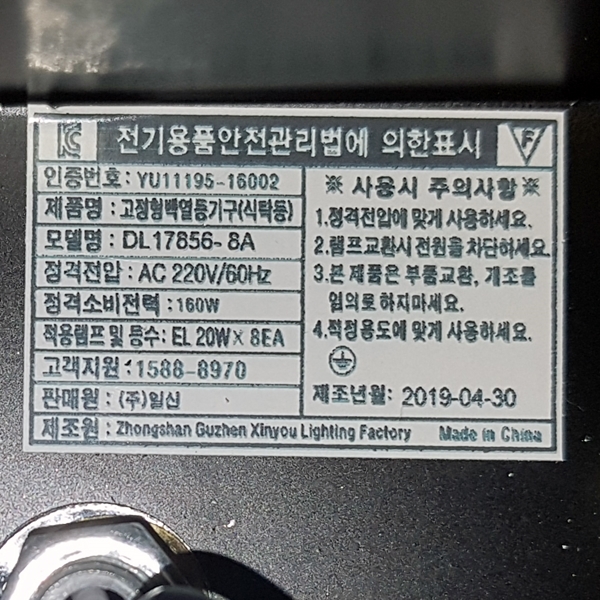 전기용품안전관리법에 의한표시
F
인증번호: YU11195-16002
제품명: 고정형백열등기구(식탁등)
모델명: DL17856-8A
정격전압: AC 220V/60Hz
정격소비전력: 160W
적용램프 및 등수: EL 20W×8EA
고객지원: 1588-8970
판매원: (주)일신
※ 사용시 주의사항 ※
1.정격전압에 맞게 사용하세요.
2.램프교환시 전원을 차단하세요.
3.본 제품은 부품교환, 개조를
임의로 하지마세요.
4.적정용도에 맞게 사용하세요.
제조년월: 2019-04-30
제조원: Zhongshan Guzhen Xinyou Lighting Factory Made in China